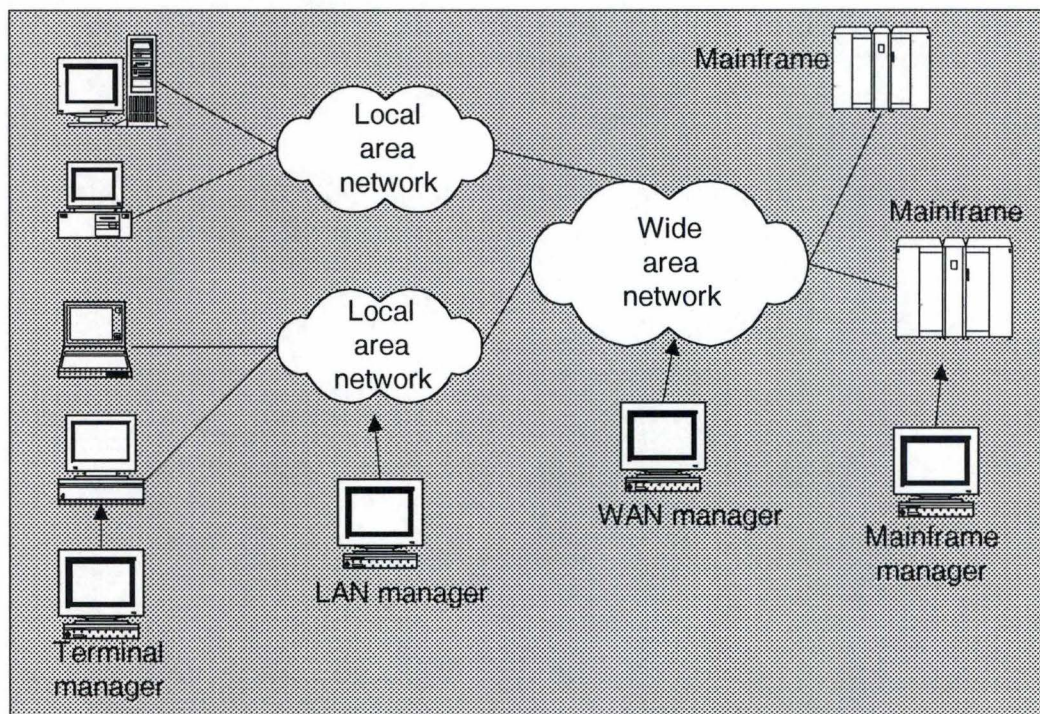 Mainframe
Local
area
network
Mainframe
Wide
area
network
Local
area
network
WAN manager
Mainframe
manager
LAN manager
Terminal
manager